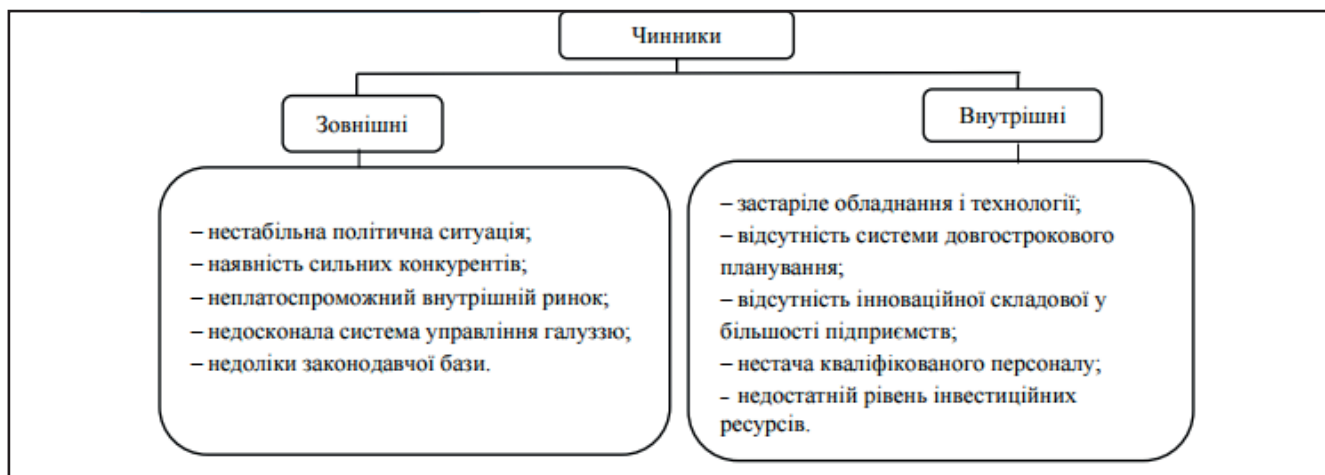 Чинники
Зовнішні
– нестабільна політична ситуація;
– наявність сильних конкурентів;
– неплатоспроможний внутрішній ринок;
– недосконала система управління галуззю;
– недоліки законодавчої бази.
Внутрішні
– застаріле обладнання і технології;
– відсутність системи довгострокового
планування;
– відсутність інноваційної складової у
більшості підприємств;
– нестача кваліфікованого персоналу;
– недостатній рівень інвестиційних
ресурсів.